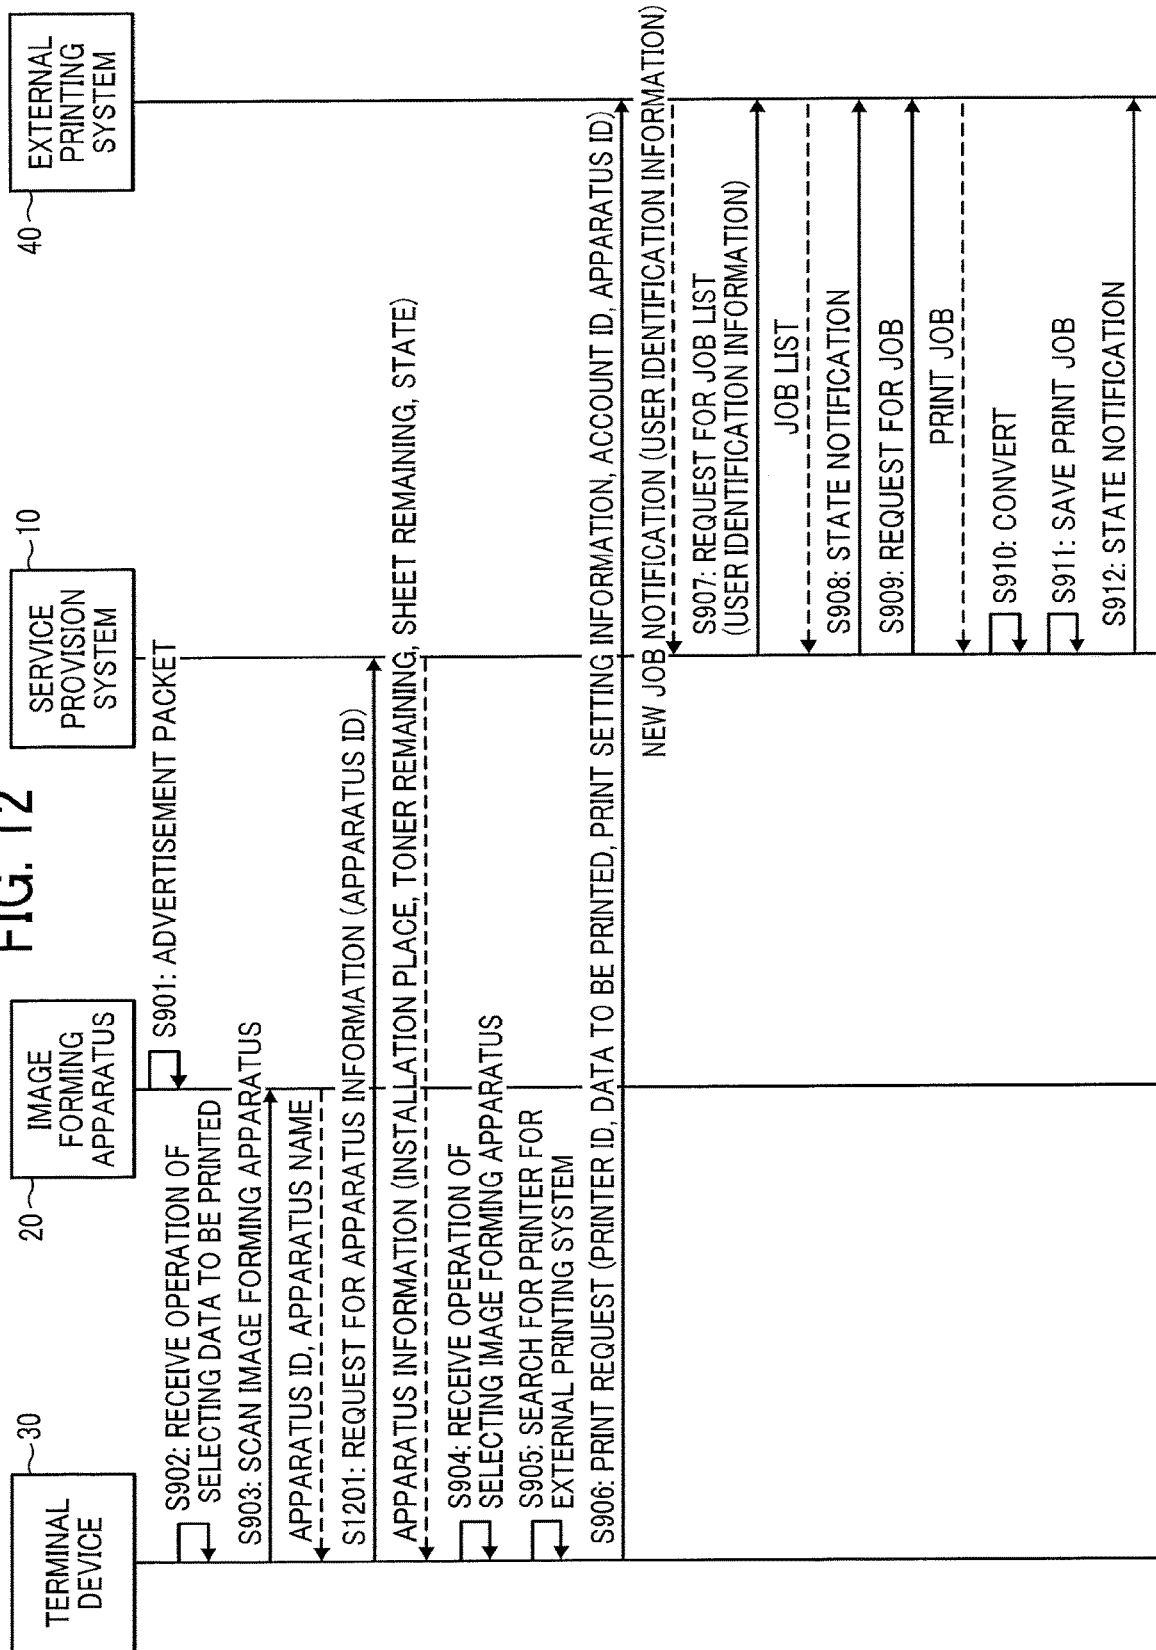 FIG. 12
30
TERMINAL
DEVICE
20
IMAGE
FORMING
APPARATUS
10
SERVICE
PROVISION
SYSTEM
40
EXTERNAL
PRINTING
SYSTEM
S901: ADVERTISEMENT PACKET
S902: RECEIVE OPERATION OF
SELECTING DATA TO BE PRINTED
S903: SCAN IMAGE FORMING APPARATUS
APPARATUS ID, APPARATUS NAME
S1201: REQUEST FOR APPARATUS INFORMATION (APPARATUS ID)
APPARATUS INFORMATION (INSTALLATION PLACE, TONER REMAINING, SHEET REMAINING, STATE)
S904: RECEIVE OPERATION OF
SELECTING IMAGE FORMING APPARATUS
S905: SEARCH FOR PRINTER FOR
EXTERNAL PRINTING SYSTEM
S906: PRINT REQUEST (PRINTER ID, DATA TO BE PRINTED, PRINT SETTING INFORMATION, ACCOUNT ID, APPARATUS ID)
NEW JOB NOTIFICATION (USER IDENTIFICATION INFORMATION)
S907: REQUEST FOR JOB LIST
(USER IDENTIFICATION INFORMATION)
JOB LIST
S908: STATE NOTIFICATION
S909: REQUEST FOR JOB
PRINT JOB
S910: CONVERT
S911: SAVE PRINT JOB
S912: STATE NOTIFICATION